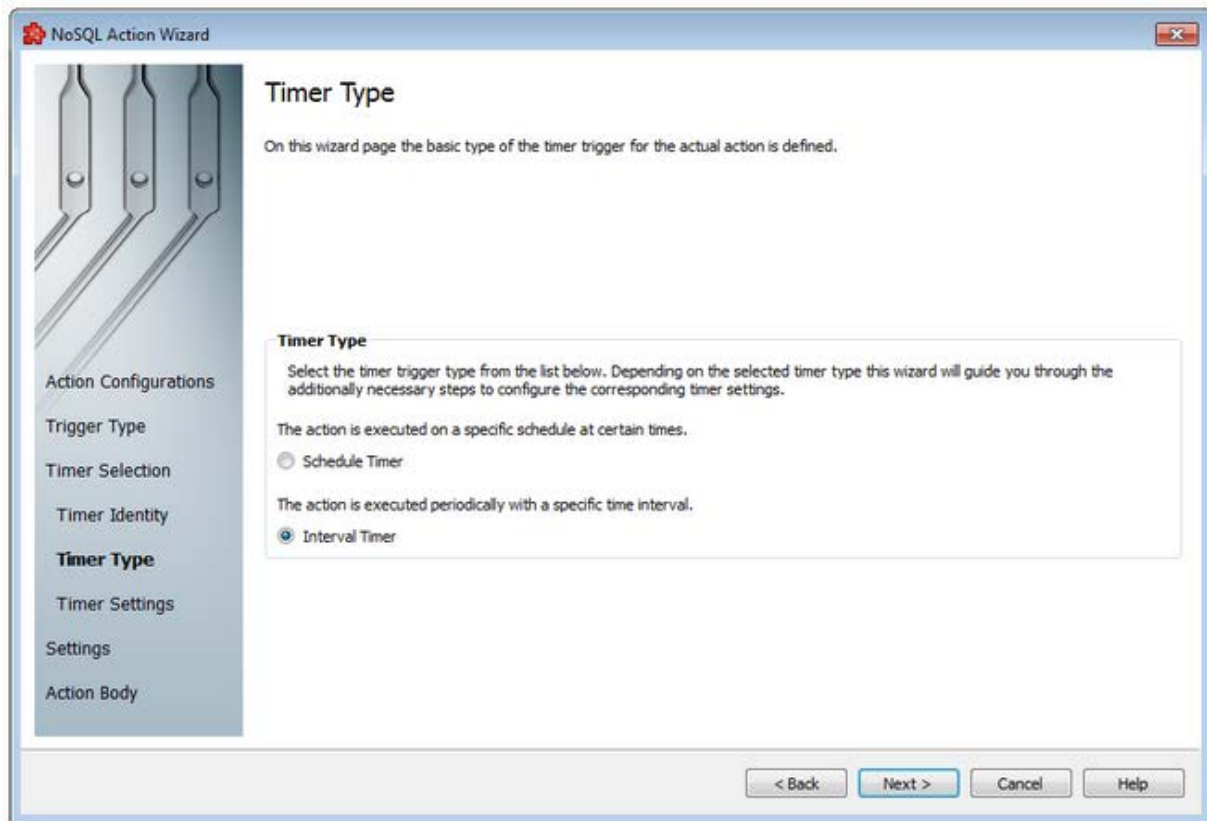 NoSQL Action Wizard
Timer Type
On this wizard page the basic type of the timer trigger for the actual action is defined.
Action Configurations
Trigger Type
Timer Selection
Timer Identity
Timer Type
Timer Settings
Settings
Action Body
Timer Type
Select the timer trigger type from the list below. Depending on the selected timer type this wizard will guide you through the
additionally necessary steps to configure the corresponding timer settings.
The action is executed on a specific schedule at certain times.
Schedule Timer
The action is executed periodically with a specific time interval.
Interval Timer
< Back
Next >
Cancel
Help